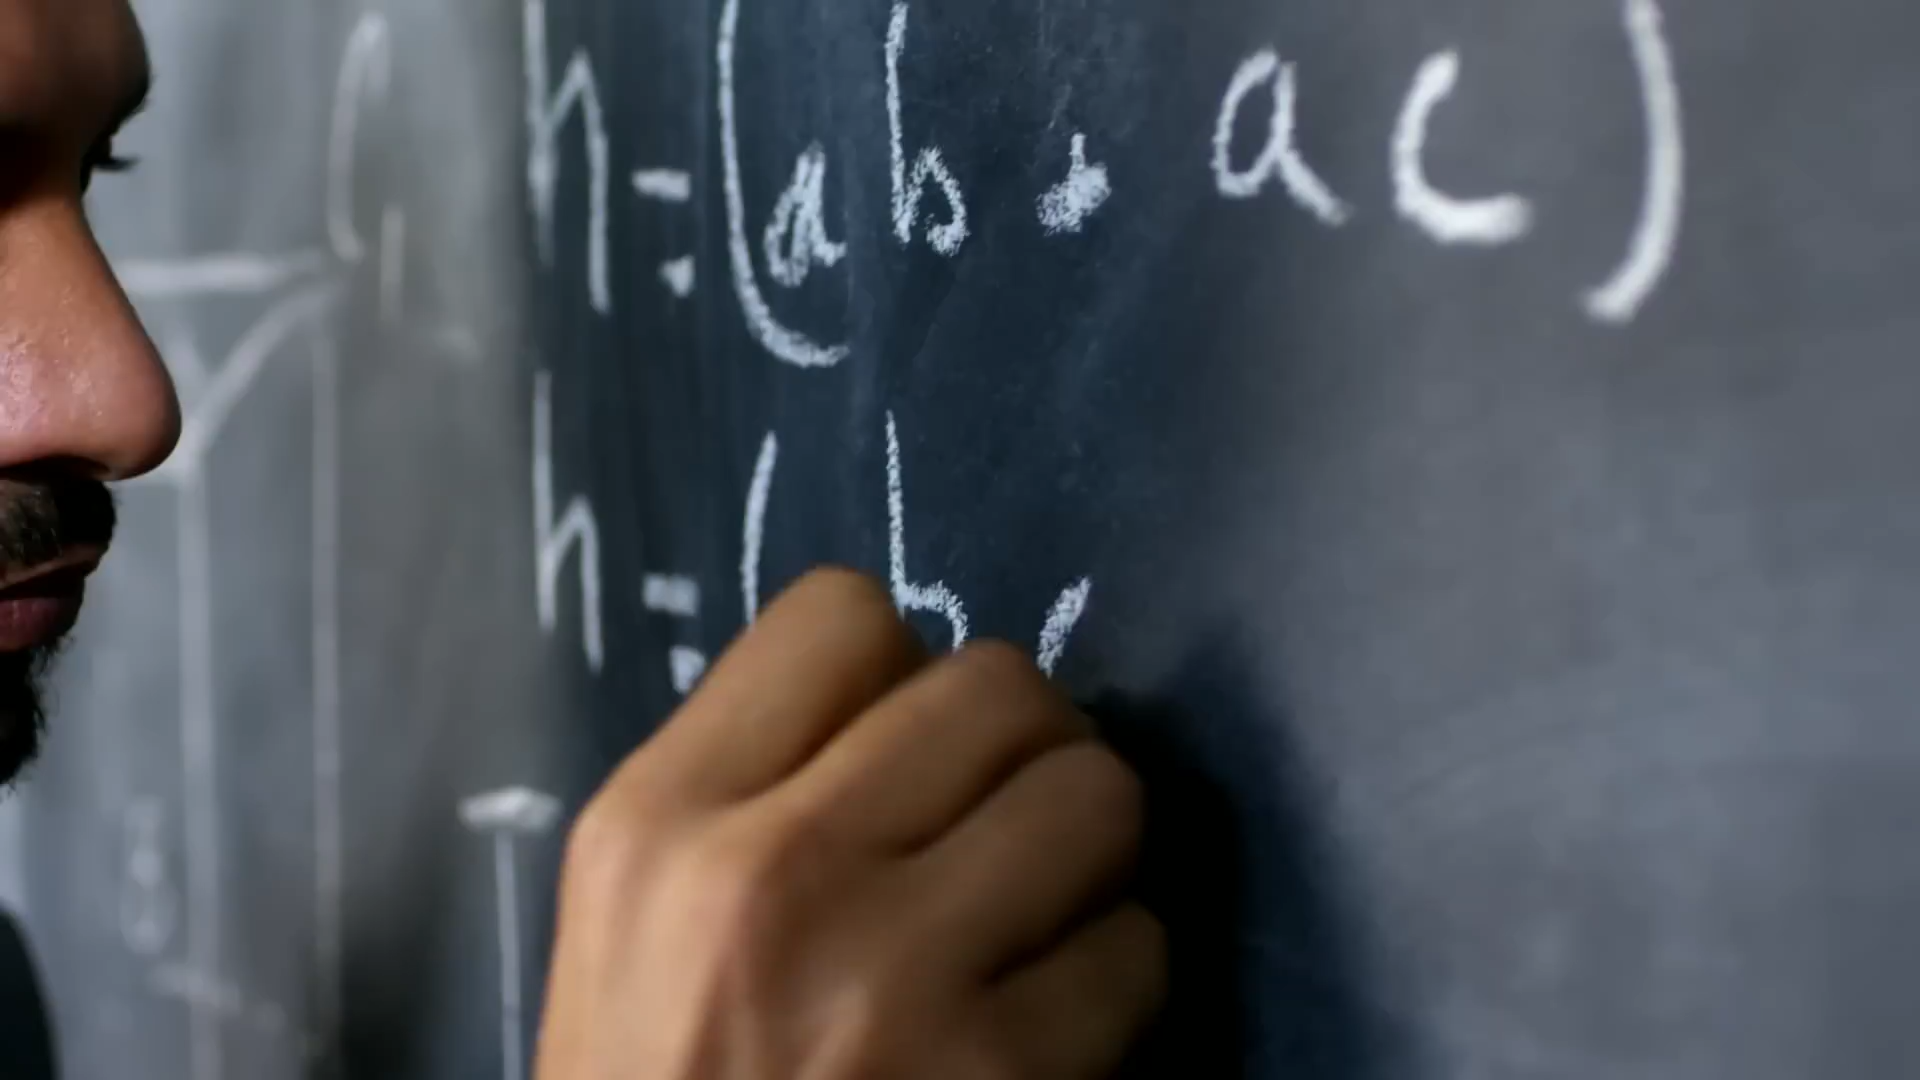 h = (ab . ac)
h = ( b